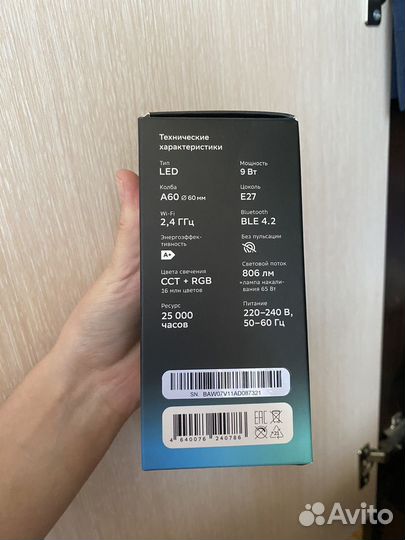 Технические
характеристики
Тип
LED
Мощность
9 Вт
Колба
A60 Ø 60 мм
Цоколь
E27
Wi-Fi
2,4 ГГц
Bluetooth
BLE 4.2
Энергоэффек-
тивность
A+
Без пульсации
Цвета свечения
CCT + RGB
16 млн цветов
Световой поток
806 лм
=лампа накали-
вания 65 Вт
Ресурс
25 000
часов
Питание
220–240 В,
50–60 Гц
SN. BAW07V11AD087321
4 640076 240786
EAC
Avito